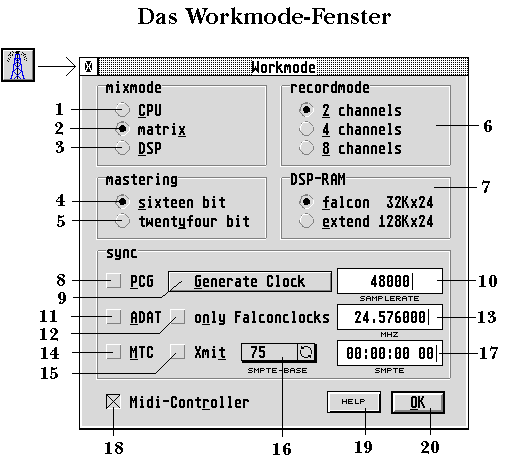 Das Workmode-Fenster
Workmode
mixmode
recordmode
1 CPU
2 channels
2 matrix
4 channels 6
3 DSP
8 channels
mastering
DSP-RAM
7
4 sixteen bit
falcon 32Kx24
5 twentyfour bit
extend 128Kx24
sync
8 PCG
Generate Clock
48000 10
9
SAMPLERATE
11 ADAT
only Falconclocks
24.576000 13
12
MHZ
14 MTC
Xmit
75
00:00:00 00 17
15
SMPTE-BASE
SMPTE
Midi-Controller
HELP
OK
18 16 19 20